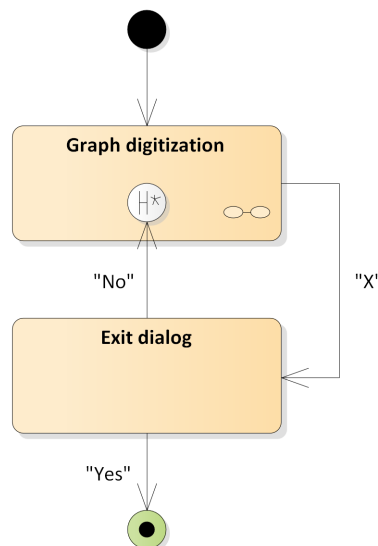 Graph digitization
H*
"No"
"X'
Exit dialog
"Yes"